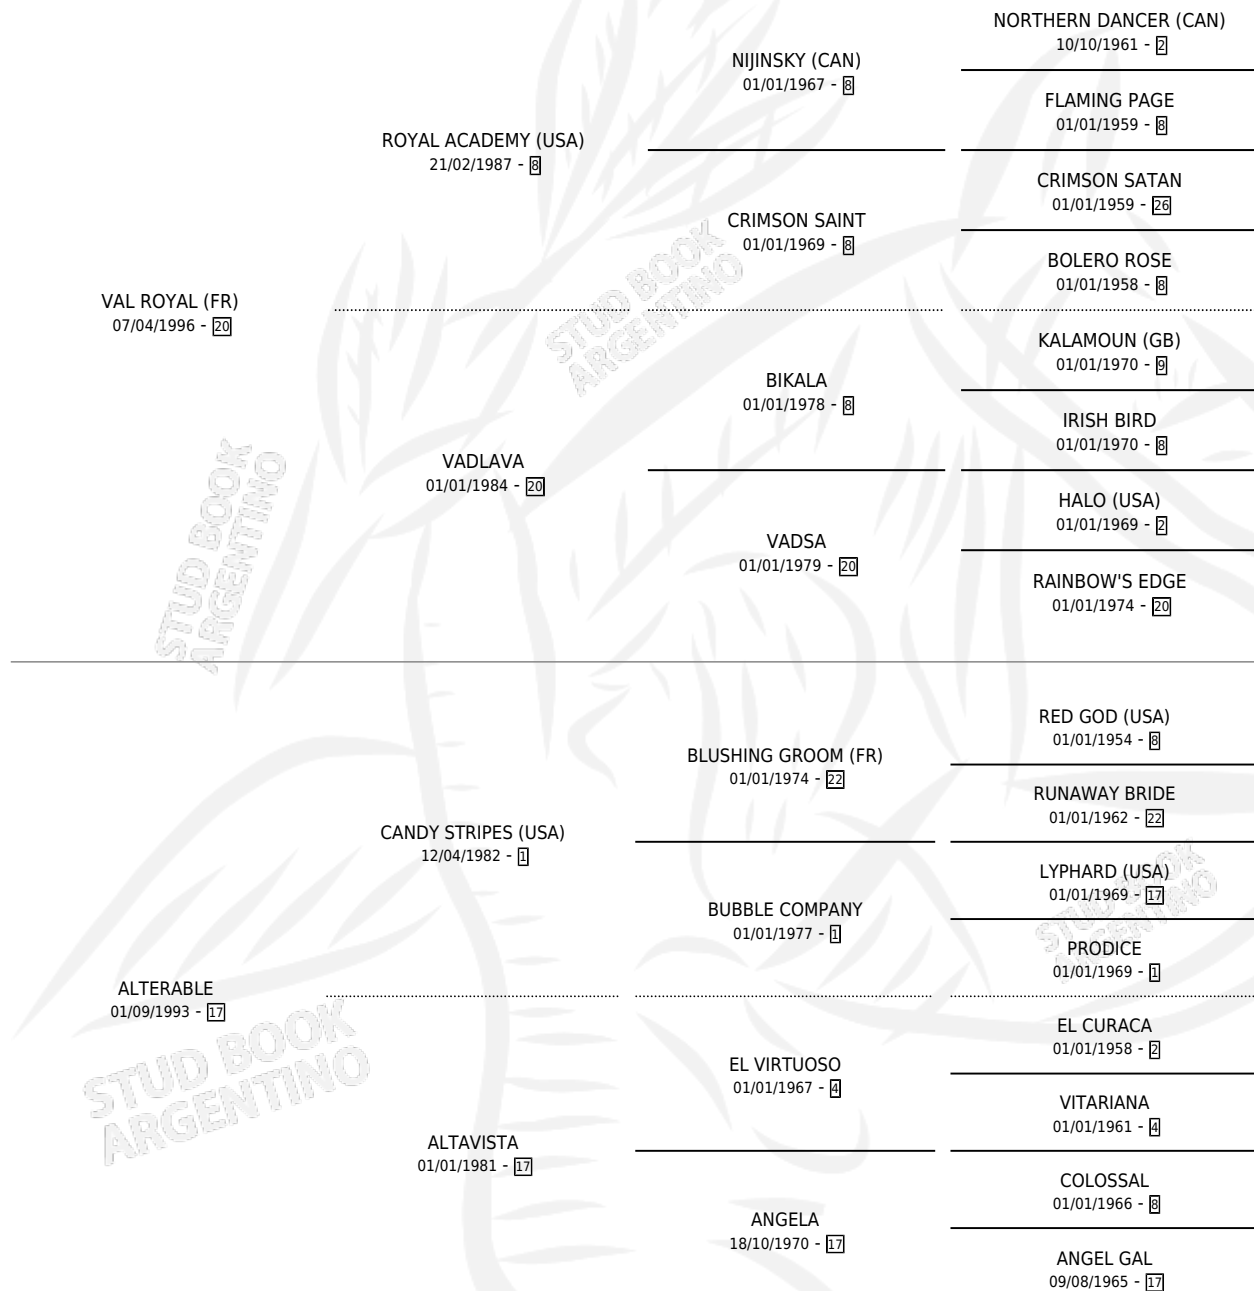 NORTHERN DANCER (CAN)
10/10/1961 - 2
NIJINSKY (CAN)
01/01/1967 - 8
FLAMING PAGE
01/01/1959 - 8
ROYAL ACADEMY (USA)
21/02/1987 - 8
CRIMSON SATAN
01/01/1959 - 26
CRIMSON SAINT
01/01/1969 - 8
BOLERO ROSE
01/01/1958 - 8
VAL ROYAL (FR)
07/04/1996 - 20
STUD BOOK
ARGENTINO
KALAMOUN (GB)
01/01/1970 - 9
BIKALA
01/01/1978 - 8
IRISH BIRD
01/01/1970 - 8
VADLAVA
01/01/1984 - 20
HALO (USA)
01/01/1969 - 2
VADSA
01/01/1979 - 20
RAINBOW'S EDGE
01/01/1974 - 20
STUD BOOK
ARGENTINO
RED GOD (USA)
01/01/1954 - 8
BLUSHING GROOM (FR)
01/01/1974 - 22
RUNAWAY BRIDE
01/01/1962 - 22
CANDY STRIPES (USA)
12/04/1982 - 1
LYPHARD (USA)
01/01/1969 - 17
BUBBLE COMPANY
01/01/1977 - 1
STUD BOOK
ARGENTINO
PRODICE
01/01/1969 - 1
ALTERABLE
01/09/1993 - 17
STUD BOOK
ARGENTINO
EL CURACA
01/01/1958 - 2
EL VIRTUOSO
01/01/1967 - 4
VITARIANA
01/01/1961 - 4
ALTAVISTA
01/01/1981 - 17
COLOSSAL
01/01/1966 - 8
ANGELA
18/10/1970 - 17
ANGEL GAL
09/08/1965 - 17